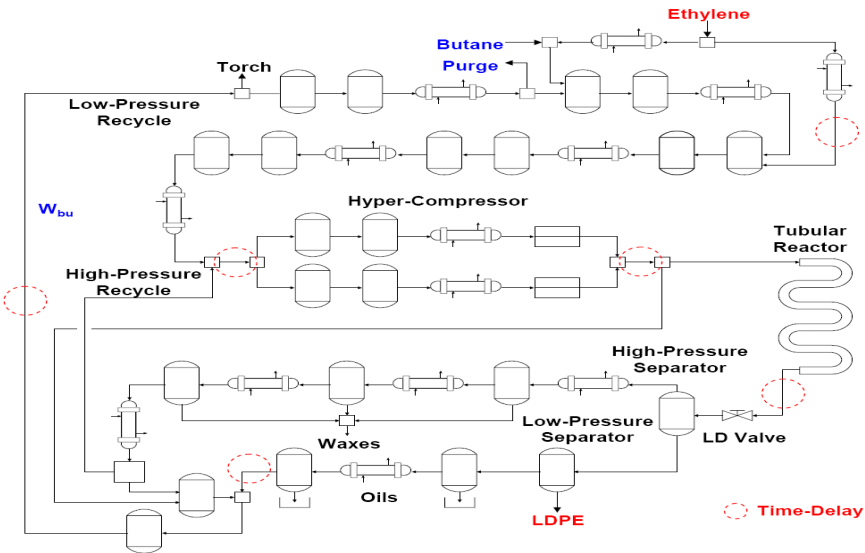 Ethylene
Butane
Purge
Torch
Low-Pressure
Recycle
W_bu
Hyper-Compressor
Tubular
Reactor
High-Pressure
Recycle
High-Pressure
Separator
Low-Pressure
Separator
LD Valve
Waxes
Oils
LDPE
Time-Delay